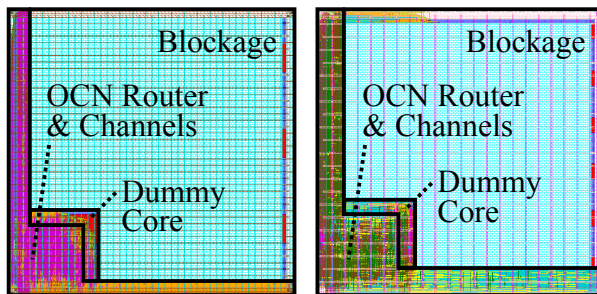 Blockage
OCN Router
& Channels
Dummy
Core
Blockage
OCN Router
& Channels
Dummy
Core